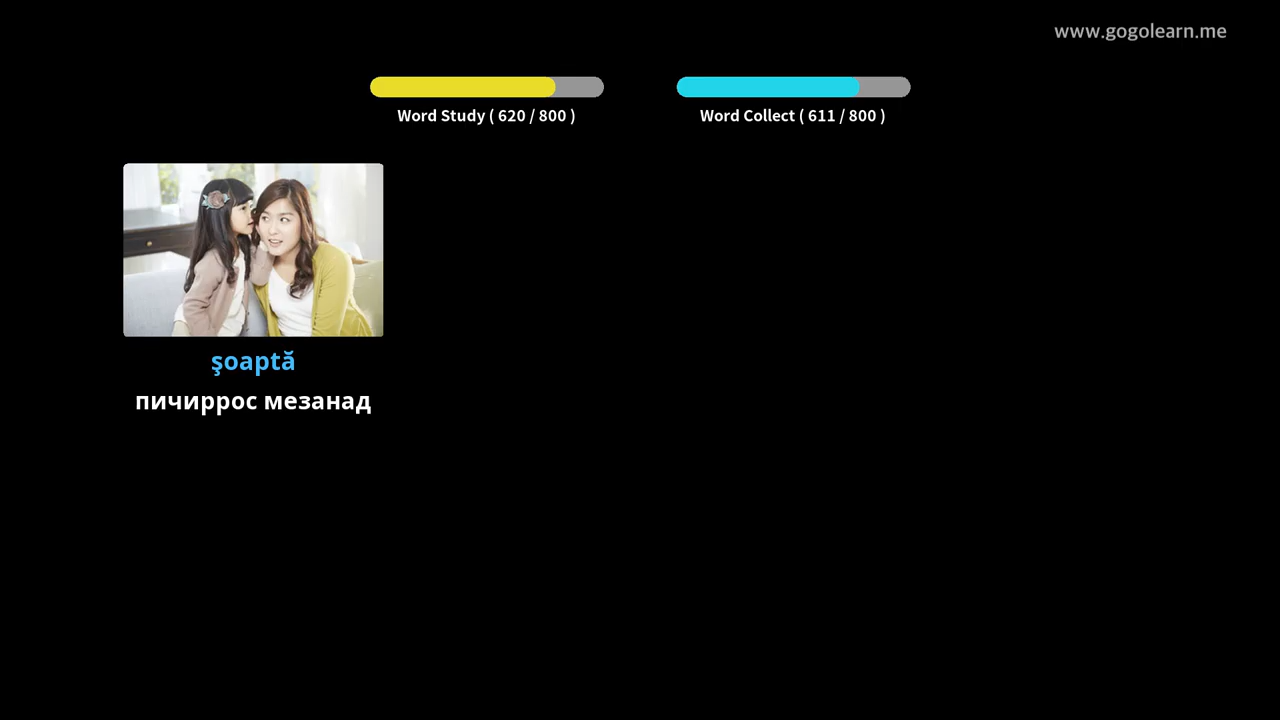 www.gogolearn.me
Word Study ( 620 / 800 )
Word Collect ( 611 / 800 )
şoaptă
пичиррос мезанад